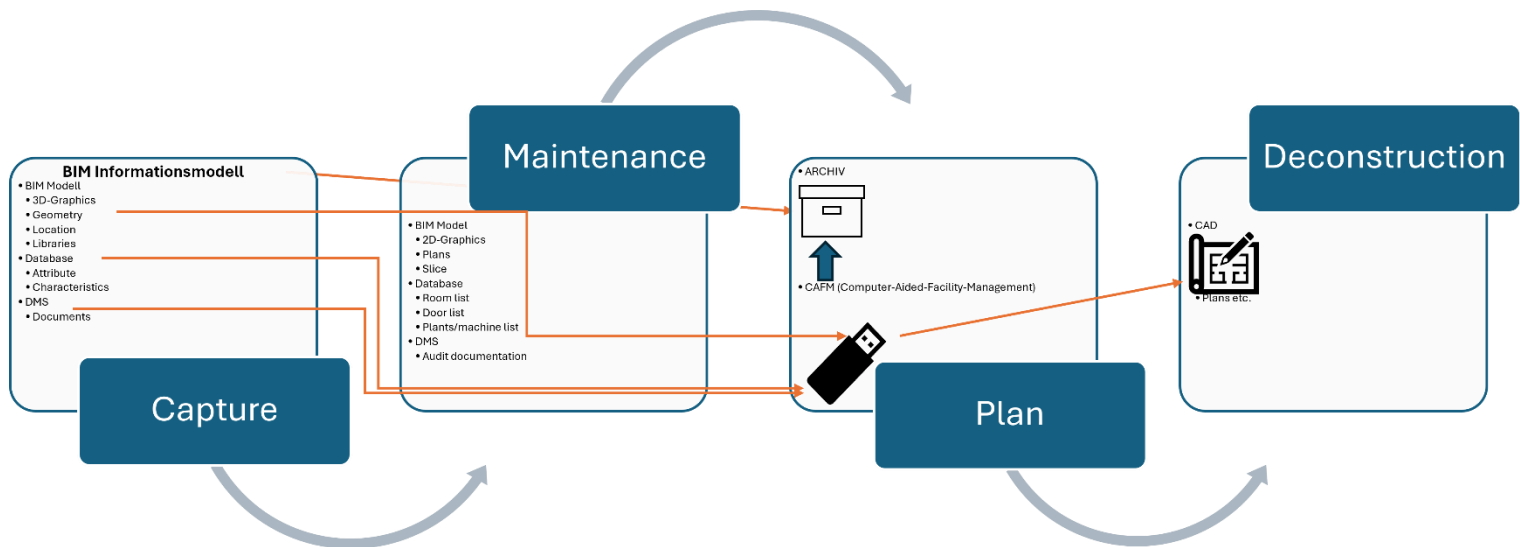 BIM Informationsmodell
• BIM Modell
• 3D-Graphics
• Geometry
• Location
• Libraries
• Database
• Attribute
• Characteristics
• DMS
• Documents
Capture
Maintenance
• BIM Model
• 2D-Graphics
• Plans
• Slice
• Database
• Room list
• Door list
• Plants/machine list
• DMS
• Audit documentation
• ARCHIV
• CAFM (Computer-Aided-Facility-Management)
Plan
Deconstruction
• CAD
• Plans etc.